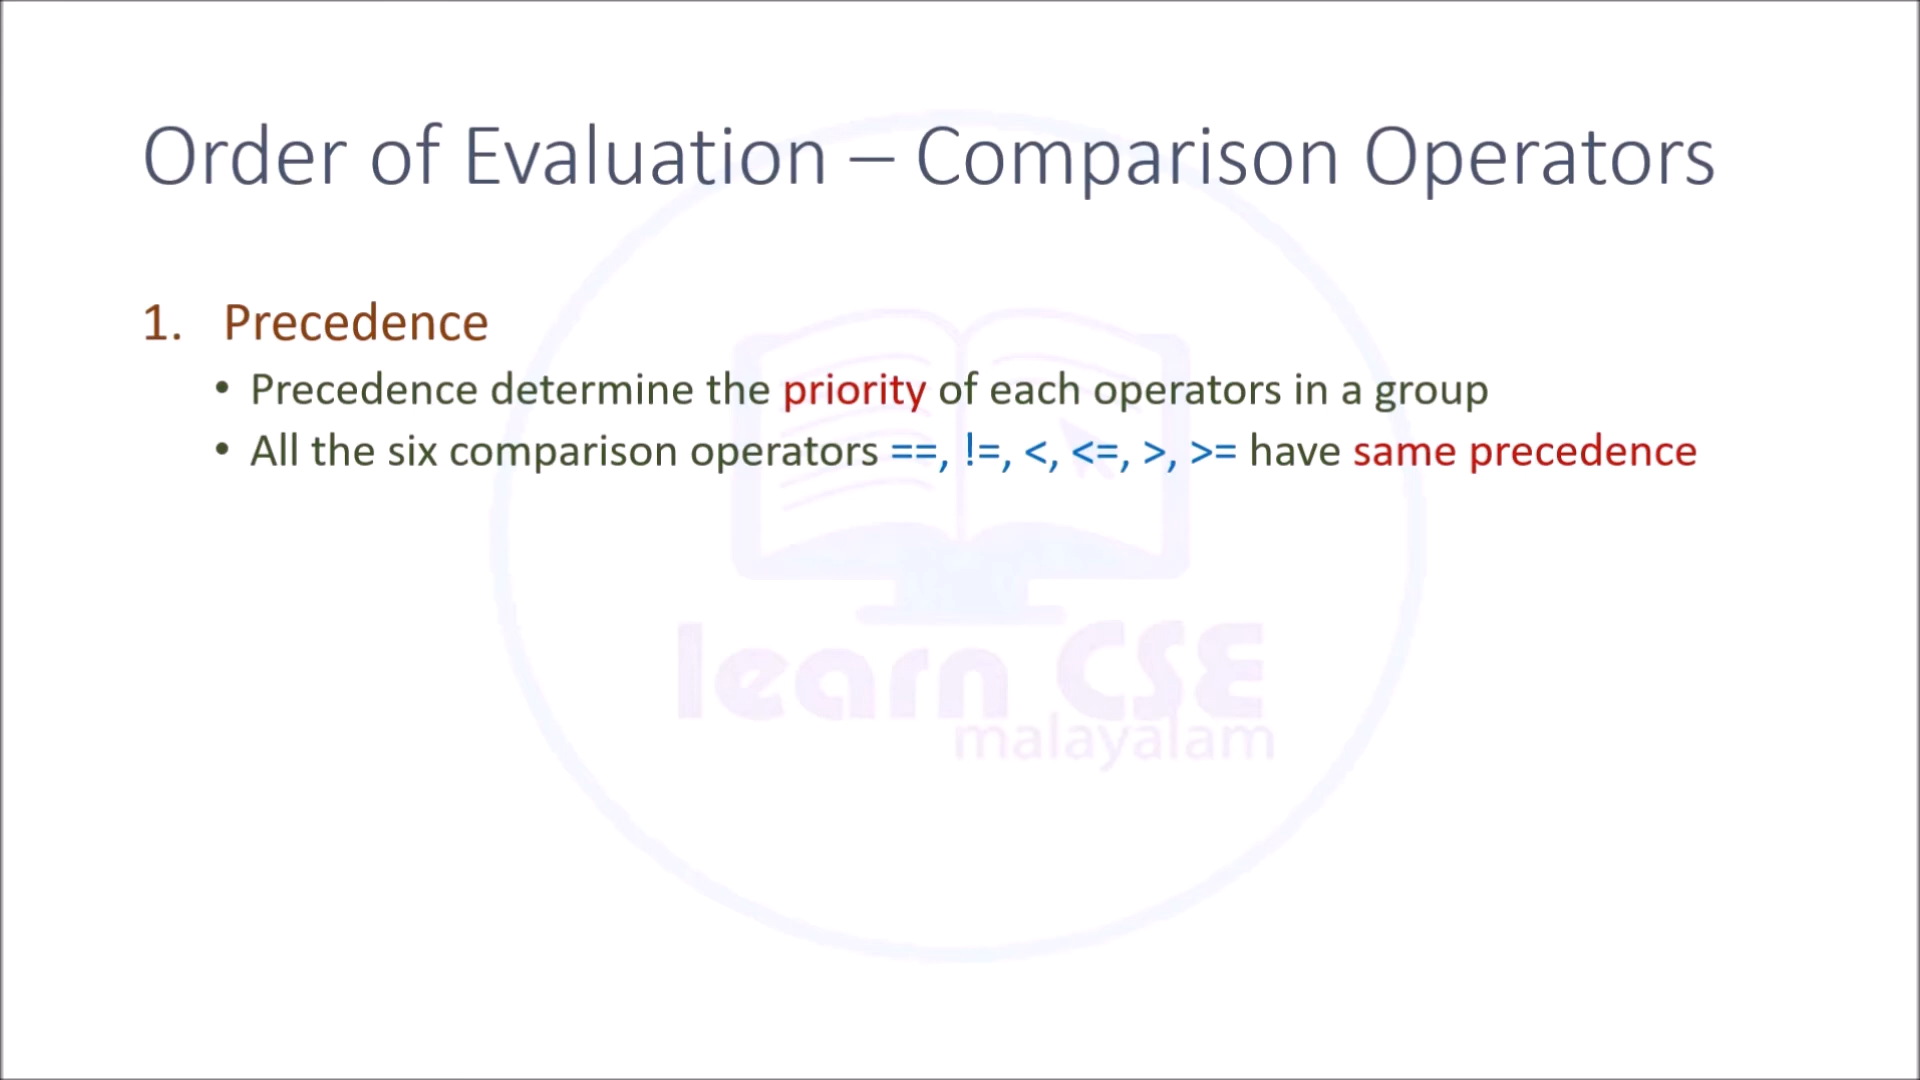 Order of Evaluation – Comparison Operators
1. Precedence
• Precedence determine the priority of each operators in a group
• All the six comparison operators ==, !=, <, <=, >, >= have same precedence
learn CSE
malayalam